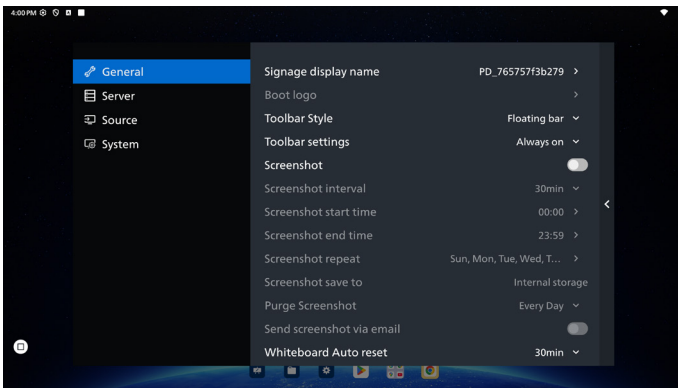 4:00 PM
General
Server
Source
System
Signage display name PD_765757f3b279
Boot logo
Toolbar Style Floating bar
Toolbar settings Always on
Screenshot
Screenshot interval 30min
Screenshot start time 00:00
Screenshot end time 23:59
Screenshot repeat Sun, Mon, Tue, Wed, T...
Screenshot save to Internal storage
Purge Screenshot Every Day
Send screenshot via email
Whiteboard Auto reset 30min